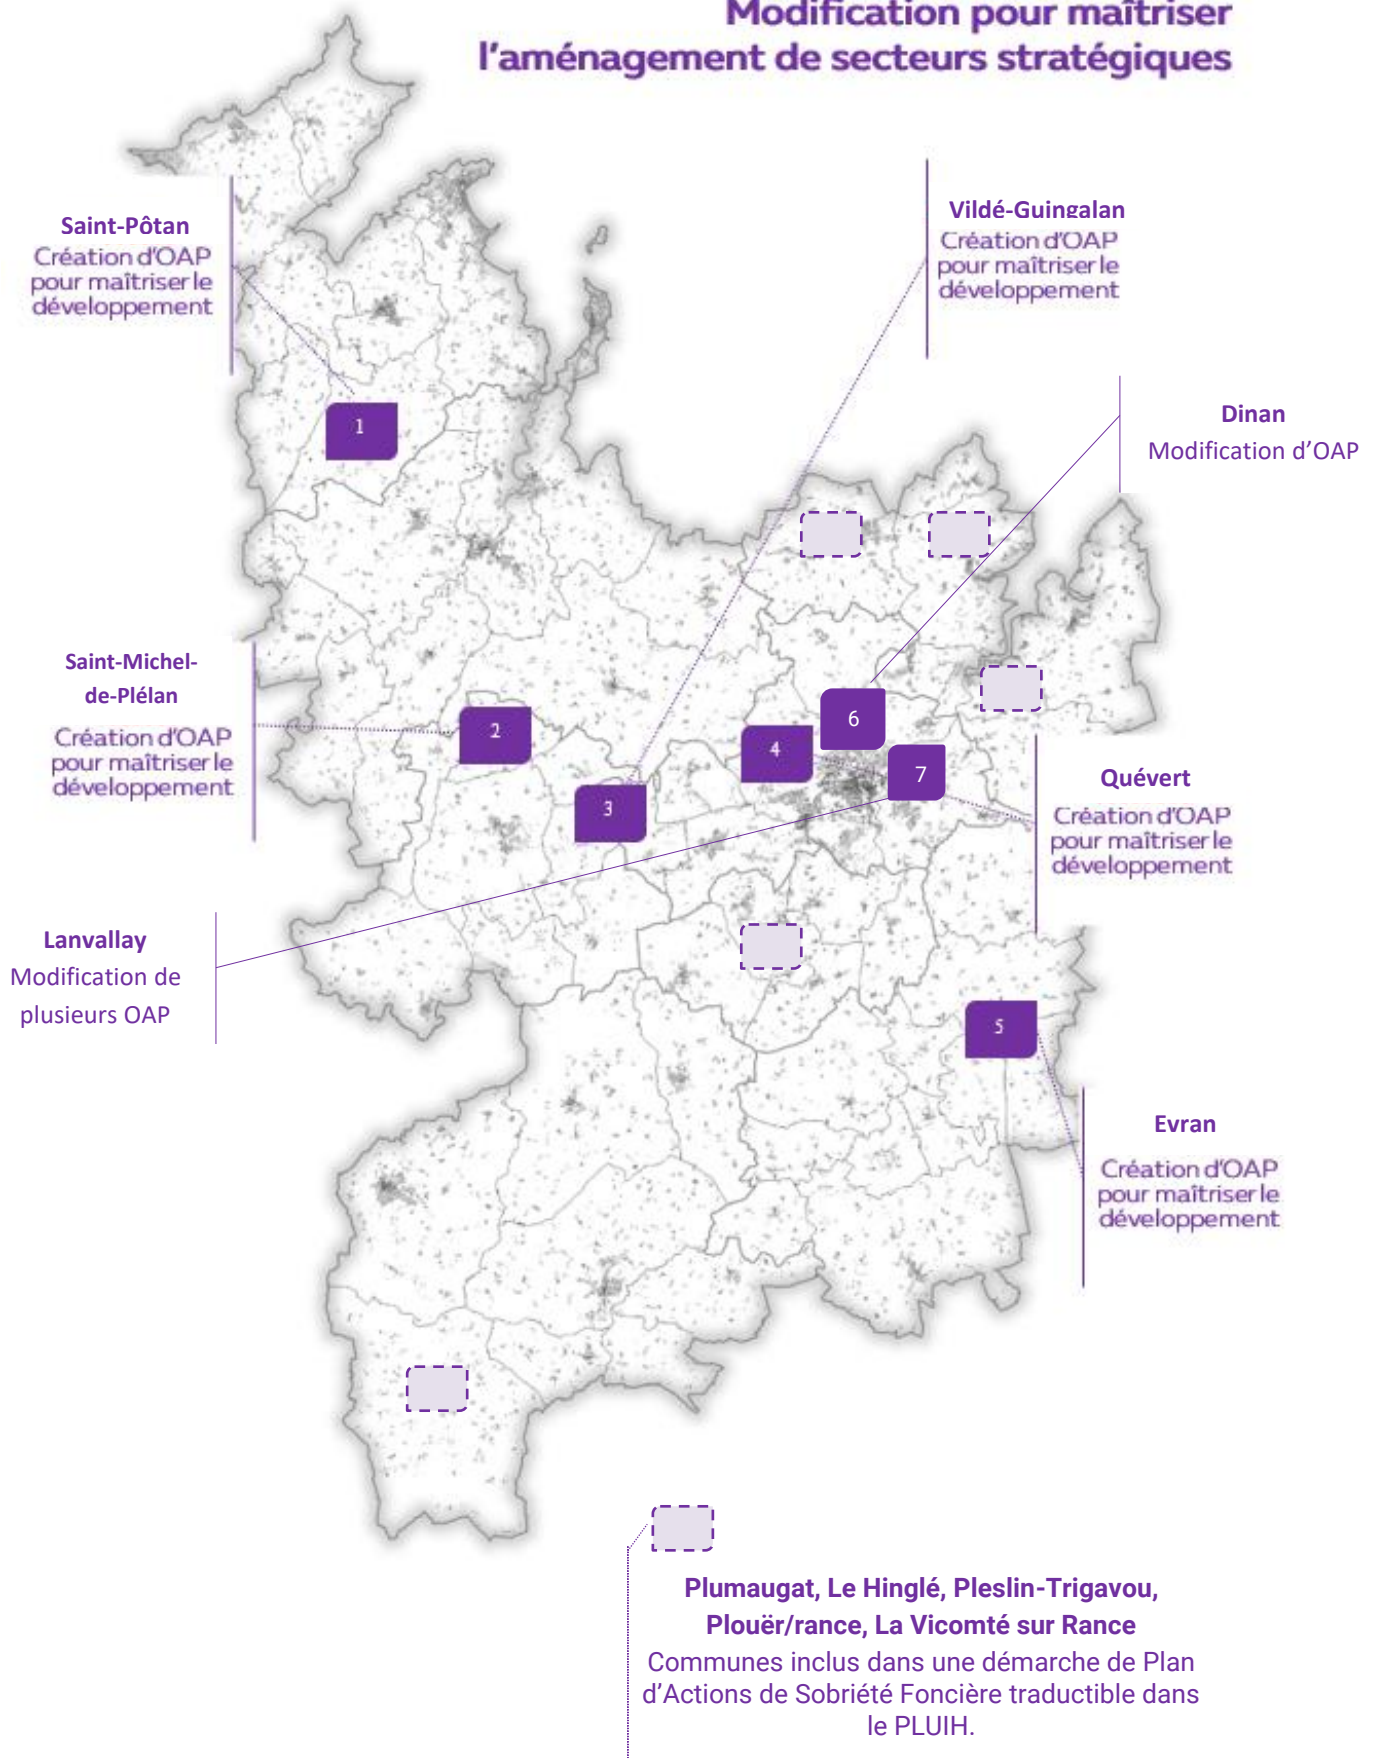 Modification pour maîtriser
l'aménagement de secteurs stratégiques
Saint-Pôtan
Création d'OAP
pour maîtriser le
développement
Vildé-Guingalan
Création d'OAP
pour maîtriser le
développement
Dinan
Modification d'OAP
1
Saint-Michel-
de-Plélan
Création d'OAP
pour maîtriser le
développement
2
3
4
6
7
Quévert
Création d'OAP
pour maîtriser le
développement
Lanvallay
Modification de
plusieurs OAP
5
Evran
Création d'OAP
pour maîtriser le
développement
Plumaugat, Le Hinglé, Pleslin-Trigavou,
Plouër/rance, La Vicomté sur Rance
Communes inclus dans une démarche de Plan
d'Actions de Sobriété Foncière traductible dans
le PLUIH.